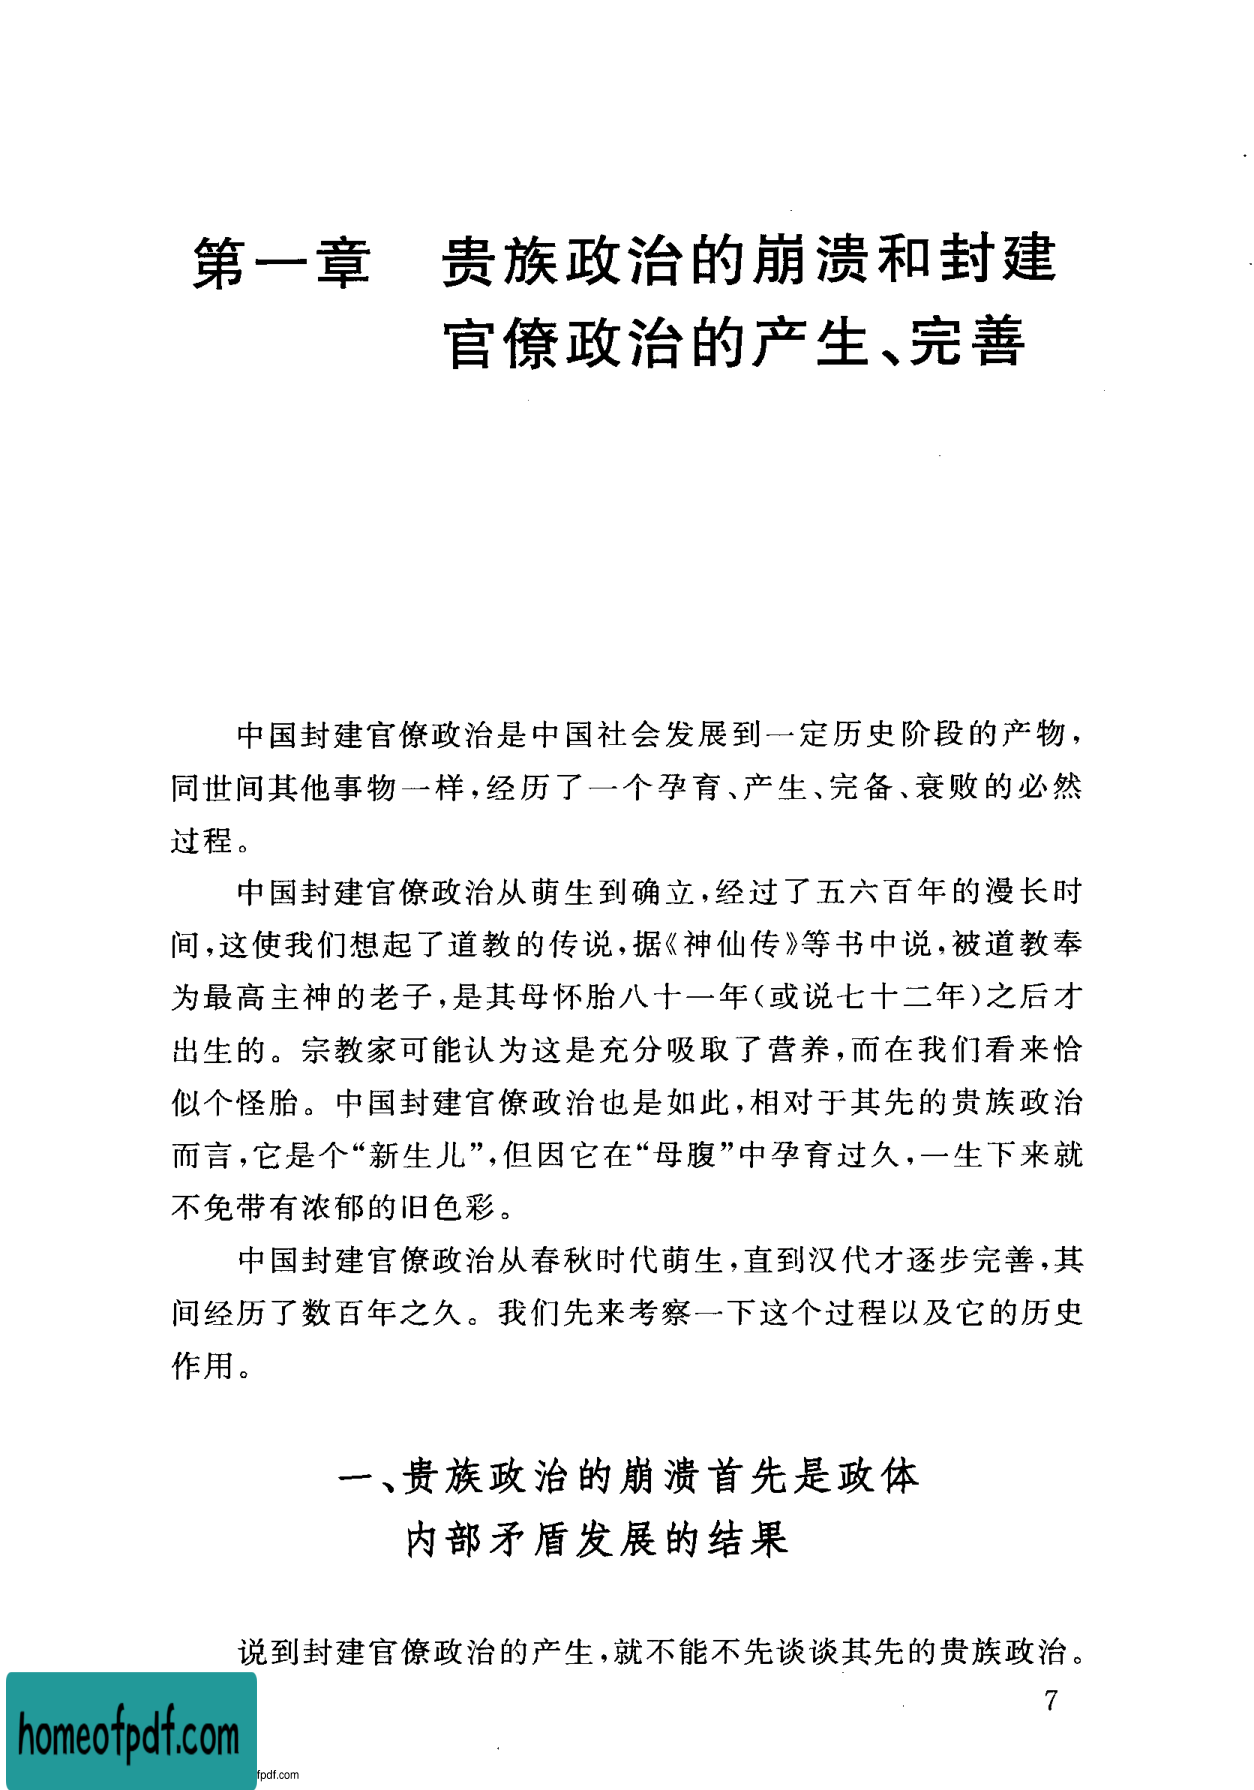 第一章 贵族政治的崩溃和封建
官僚政治的产生、完善
中国封建官僚政治是中国社会发展到一定历史阶段的产物，
同世间其他事物一样，经历了一个孕育、产生、完备、衰败的必然
过程。
中国封建官僚政治从萌生到确立，经过了五六百年的漫长时
间，这使我们想起了道教的传说，据《神仙传》等书中说，被道教奉
为最高主神的老子，是其母怀胎八十一年（或说七十二年）之后才
出生的。宗教家可能认为这是充分吸取了营养，而在我们看来恰
似个怪胎。中国封建官僚政治也是如此，相对于其先的贵族政治
而言，它是个“新生儿”，但因它在“母腹”中孕育过久，一生下来就
不免带有浓郁的旧色彩。
中国封建官僚政治从春秋时代萌生，直到汉代才逐步完善，其
间经历了数百年之久。我们先来考察一下这个过程以及它的历史
作用。
一、贵族政治的崩溃首先是政体
内部矛盾发展的结果
说到封建官僚政治的产生，就不能不先谈谈其先的贵族政治。
7
homeofpdf.com
fpdf.com